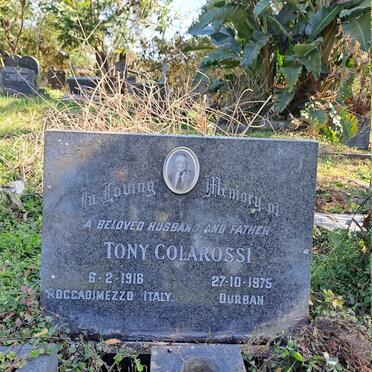 In Loving Memory of
A BELOVED HUSBAND AND FATHER
TONY COLAROSSI
6-2-1916 27-10-1975
ROCCADIMEZZO ITALY. DURBAN